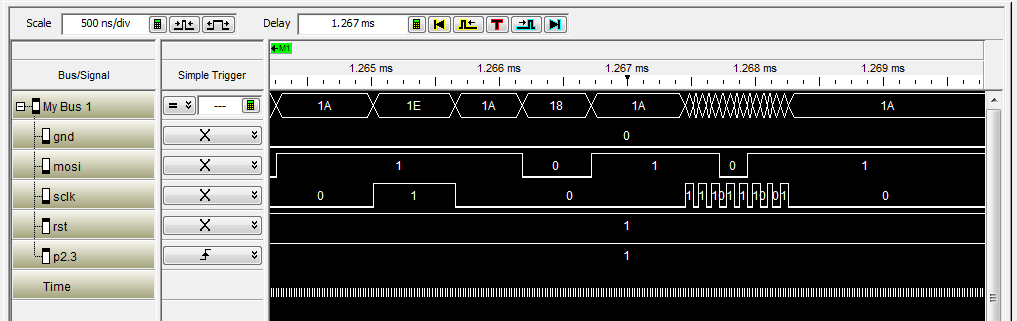 Scale 500 ns/div Delay 1.267 ms T
M1
Bus/Signal Simple Trigger 1.265 ms 1.266 ms 1.267 ms 1.268 ms 1.269 ms
My Bus 1 = --- 1A 1E 1A 18 1A 1A
gnd X 0
mosi X 1 0 1 0 1
sclk X 0 1 0 1 1 10 1 1 10 0 1 0
rst X 1
p2.3 1
Time